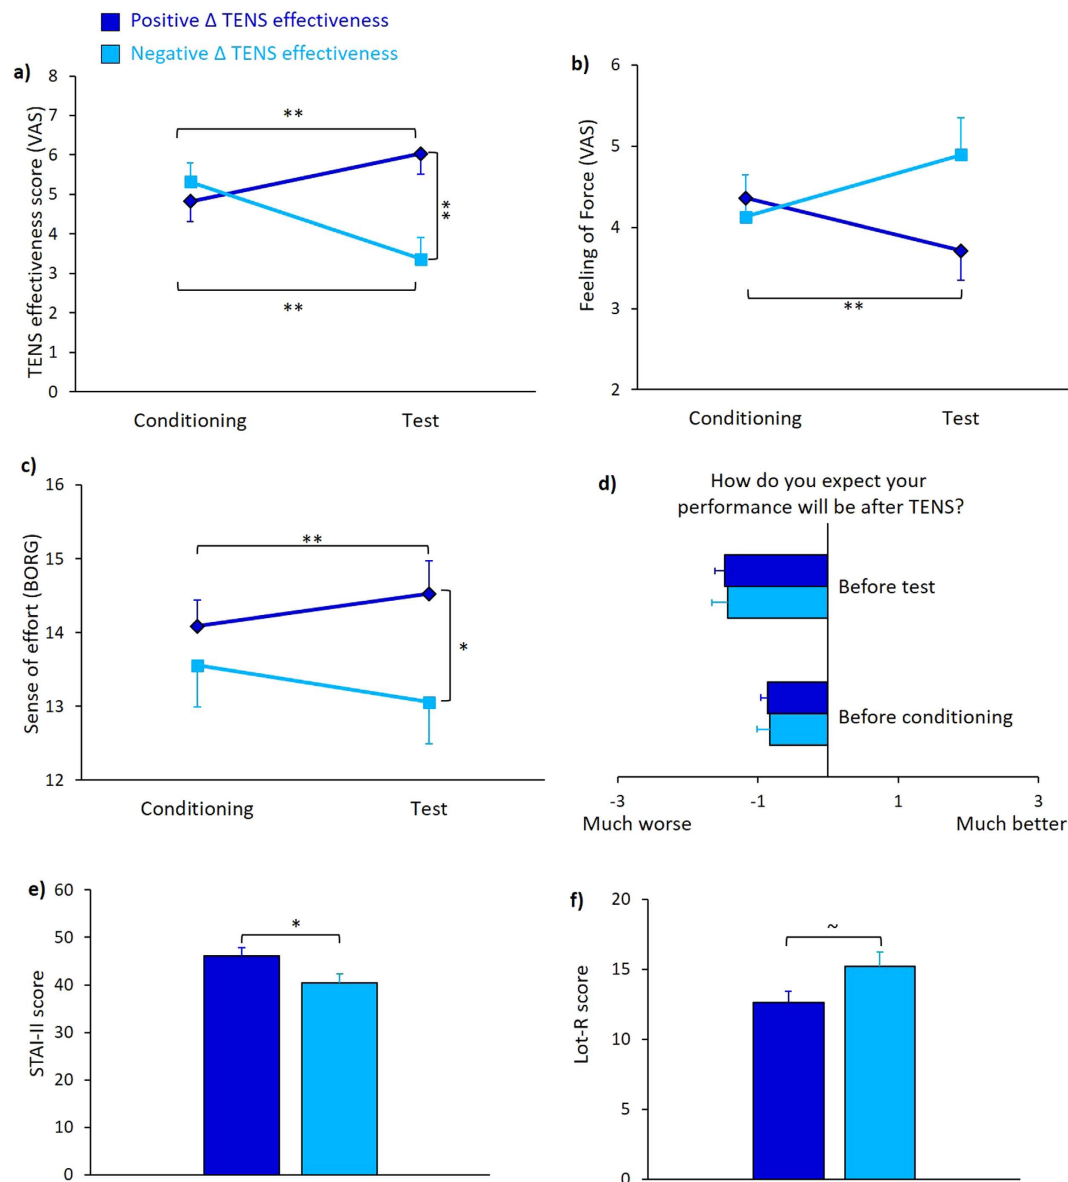 Positive Δ TENS effectiveness
Negative Δ TENS effectiveness
a)
TENS effectiveness score (VAS)
8
7
6
5
4
3
2
1
0
**
**
**
Conditioning
Test
b)
Feeling of Force (VAS)
6
5
4
3
2
**
Conditioning
Test
c)
Sense of effort (BORG)
16
15
14
13
12
**
*
Conditioning
Test
d)
How do you expect your
performance will be after TENS?
Before test
Before conditioning
-3
-1
1
3
Much worse
Much better
e)
STAI-II score
60
50
40
30
20
10
0
*
f)
Lot-R score
20
15
10
5
0
~